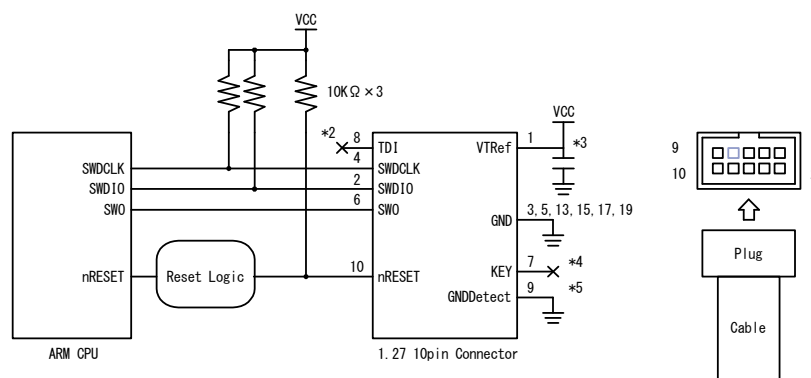 VCC
10KΩ×3
VCC
*2
8
TDI
VTRef
1
*3
9
4
SWDCLK
SWDCLK
2
SWDIO
SWDIO
10
6
SWO
SWO
GND
3, 5, 13, 15, 17, 19
Plug
KEY
7
*4
nRESET
Reset Logic
10
nRESET
9
*5
GNDDetect
Cable
ARM CPU
1.27 10pin Connector